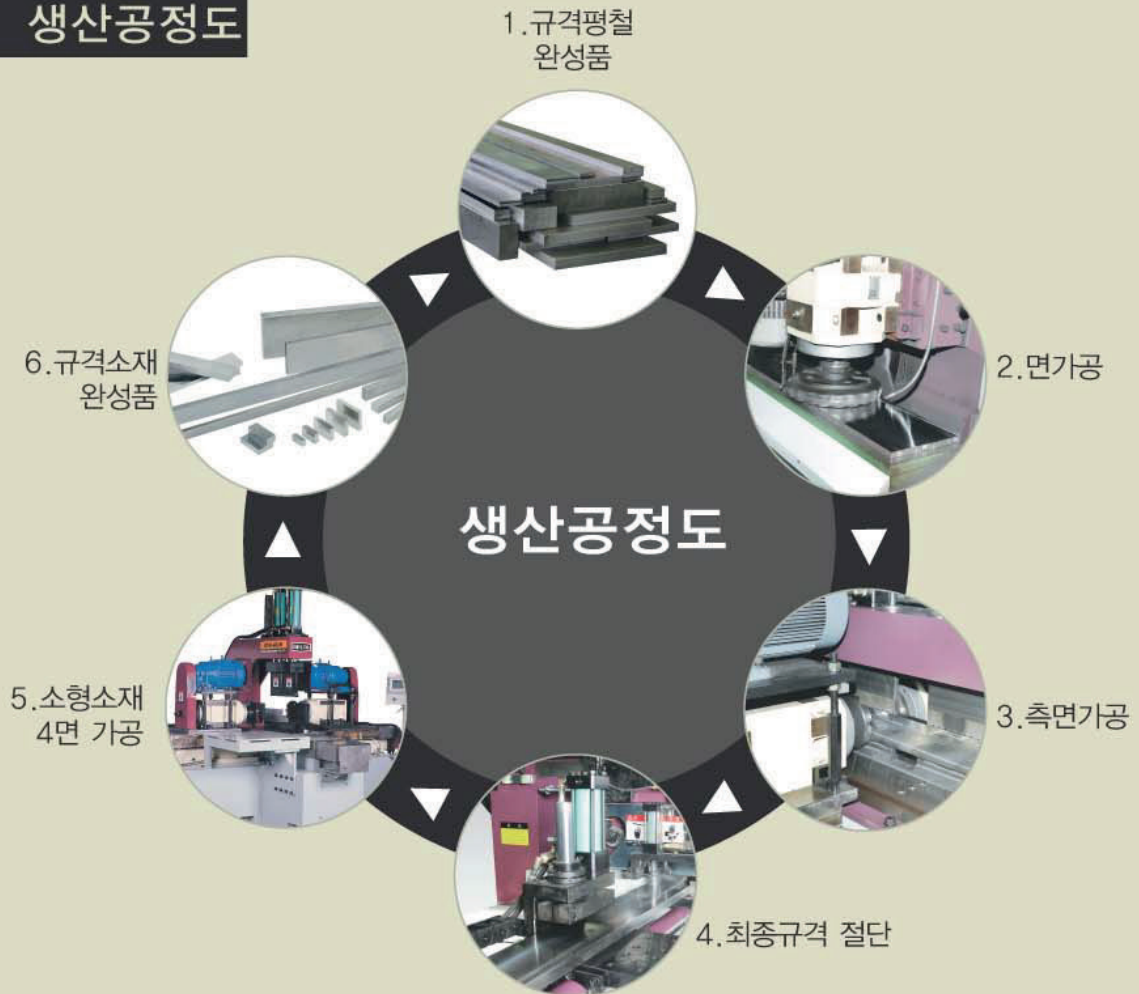 생산공정도
1.규격평철
완성품
2.면가공
3.측면가공
4.최종규격 절단
5.소형소재
4면 가공
6.규격소재
완성품
생산공정도